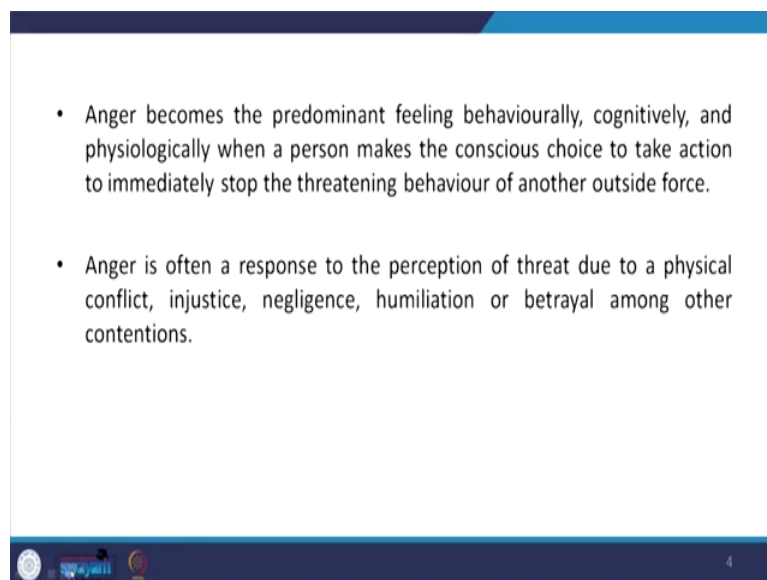 • Anger becomes the predominant feeling behaviourally, cognitively, and
physiologically when a person makes the conscious choice to take action
to immediately stop the threatening behaviour of another outside force.
• Anger is often a response to the perception of threat due to a physical
conflict, injustice, negligence, humiliation or betrayal among other
contentions.
swayam
4